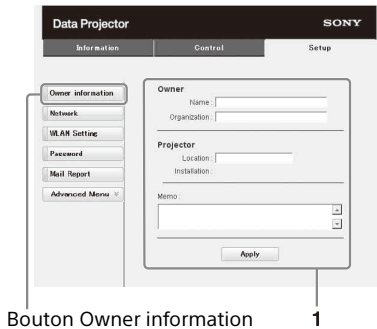 Data Projector
SONY
Information
Control
Setup
Owner information
Network
WLAN Setting
Password
Mail Report
Advanced Menu
Owner
Name :
Organization :
Projector
Location :
Installation :
Memo :
Apply
Bouton Owner information
1